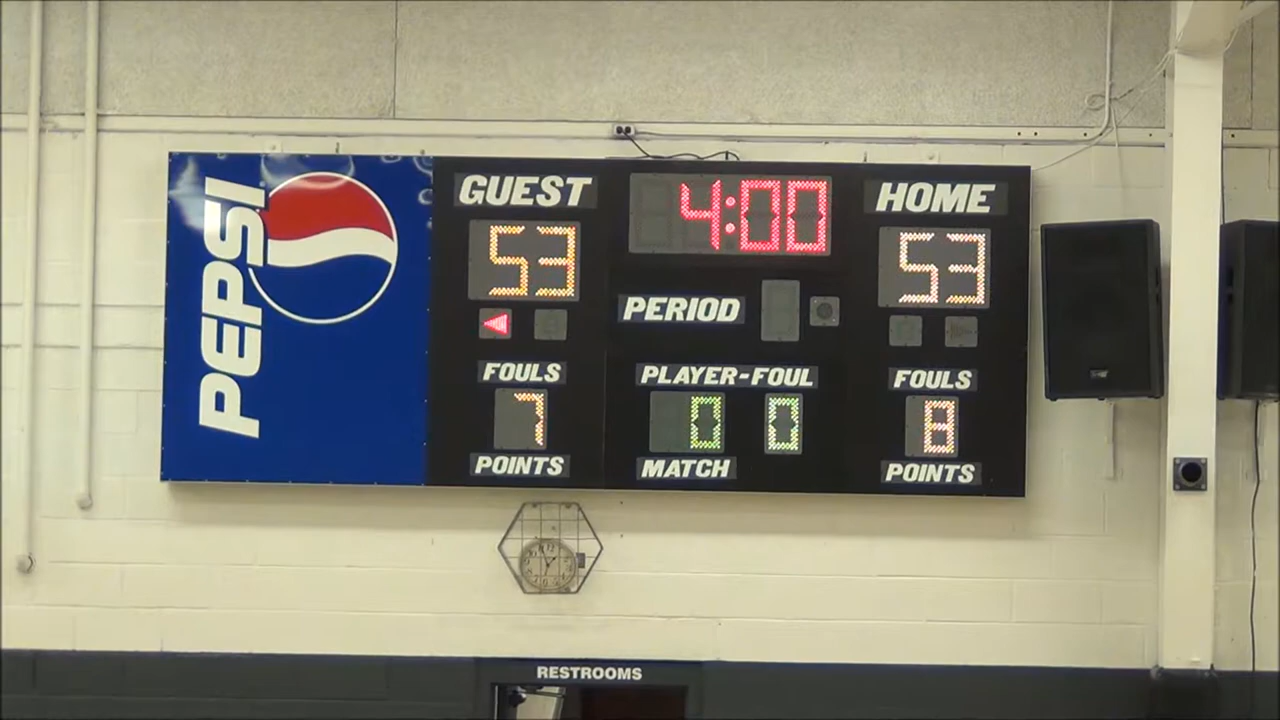 PEPSI
GUEST 4:00 HOME
53 53
PERIOD
FOULS PLAYER-FOUL FOULS
7 0 0 8
POINTS MATCH POINTS
RESTROOMS